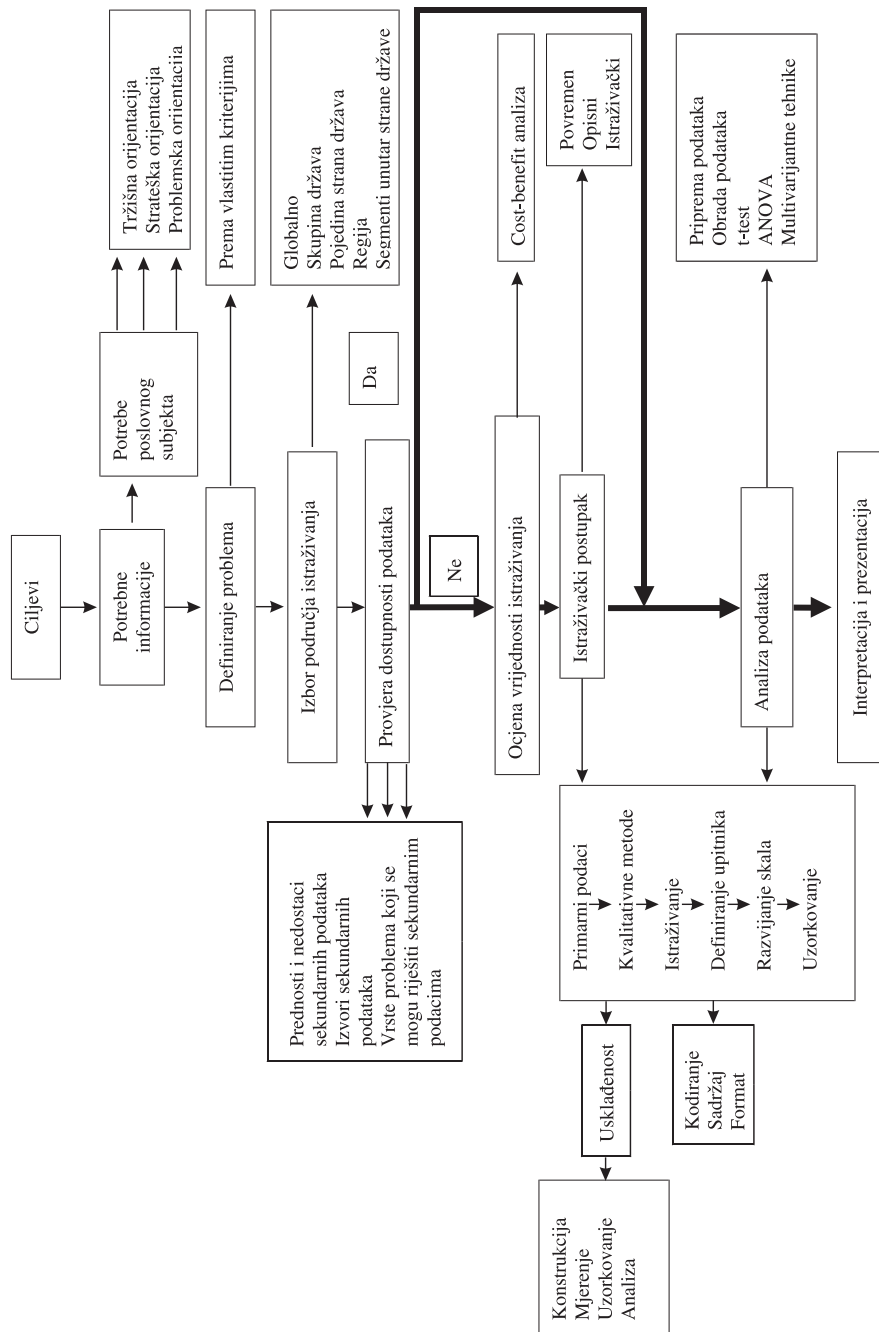 Ciljevi
Potrebne
informacije
Potrebe
poslovnog
subjekta
Tržišna orijentacija
Strateška orijentacija
Problemska orijentacija
Definiranje problema
Prema vlastitim kriterijima
Izbor područja istraživanja
Globalno
Skupina država
Pojedina strana država
Regija
Segmenti unutar strane države
Provjera dostupnosti podataka
Da
Prednosti i nedostaci
sekundarnih podataka
Izvori sekundarnih
podataka
Vrste problema koji se
mogu riješiti sekundarnim
podacima
Ne
Ocjena vrijednosti istraživanja
Cost-benefit analiza
Istraživački postupak
Povremen
Opisni
Istraživački
Primarni podaci
Kvalitativne metode
Istraživanje
Definiranje upitnika
Razvijanje skala
Uzorkovanje
Usklađenost
Konstrukcija
Mjerenje
Uzorkovanje
Analiza
Kodiranje
Sadržaj
Format
Analiza podataka
Priprema podataka
Obrada podataka
t-test
ANOVA
Multivarijantne tehnike
Interpretacija i prezentacija